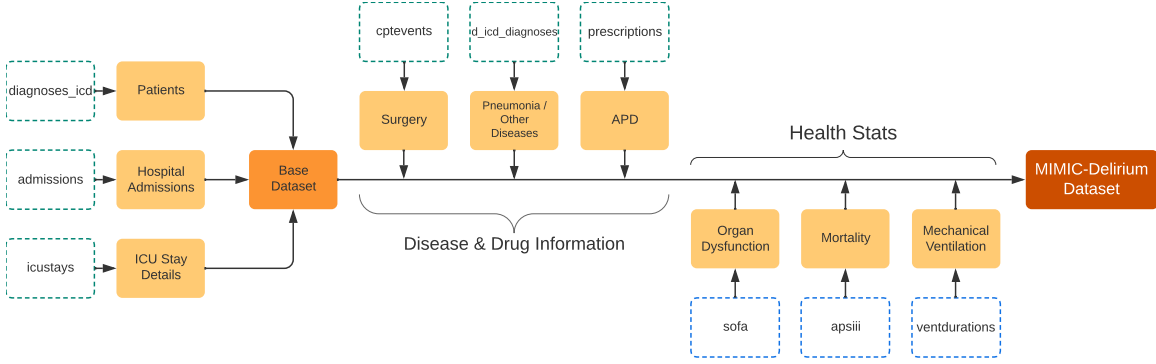 cptevents
d_icd_diagnoses
prescriptions
diagnoses_icd
Patients
Surgery
Pneumonia /
Other
Diseases
APD
Health Stats
admissions
Hospital
Admissions
Base
Dataset
MIMIC-Delirium
Dataset
Disease & Drug Information
Organ
Dysfunction
Mortality
Mechanical
Ventilation
icustays
ICU Stay
Details
sofa
apsiii
ventdurations